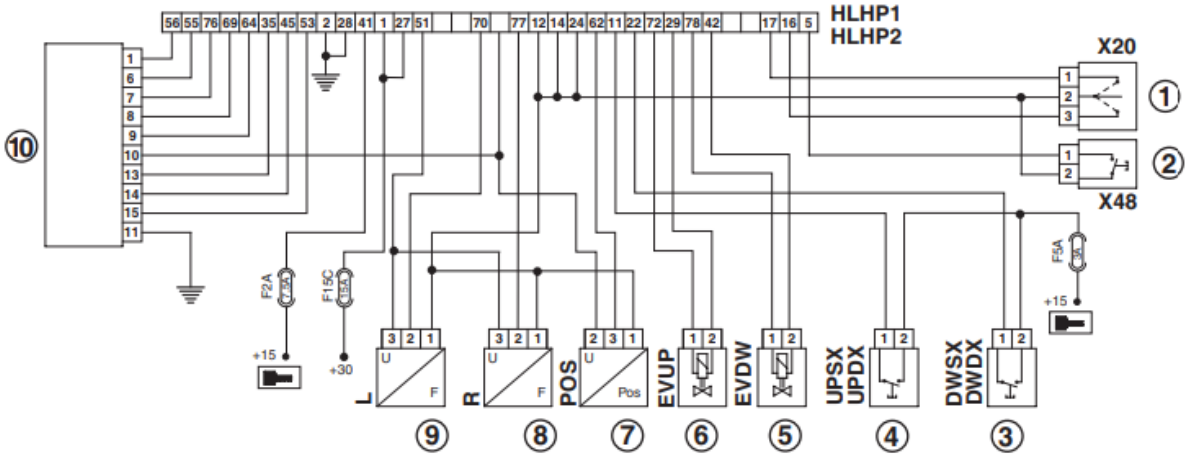 56 55 76 69 64 35 45 53 2 28 41 1 27 51 70 77 12 14 24 62 11 22 72 29 78 42 17 16 5
HLHP1
HLHP2
X20
1
2
3
1
1
2
2
X48
10
1
6
7
8
9
10
13
14
15
11
F2A
7.5A
+15
F15C
15A
+30
F5A
3A
+15
3 2 1
U
F
L
9
3 2 1
U
F
R
8
2 3 1
U
Pos
POS
7
1 2
EVUP
6
1 2
EVDW
5
1 2
UPSX
UPDX
4
1 2
DWSX
DWDX
3